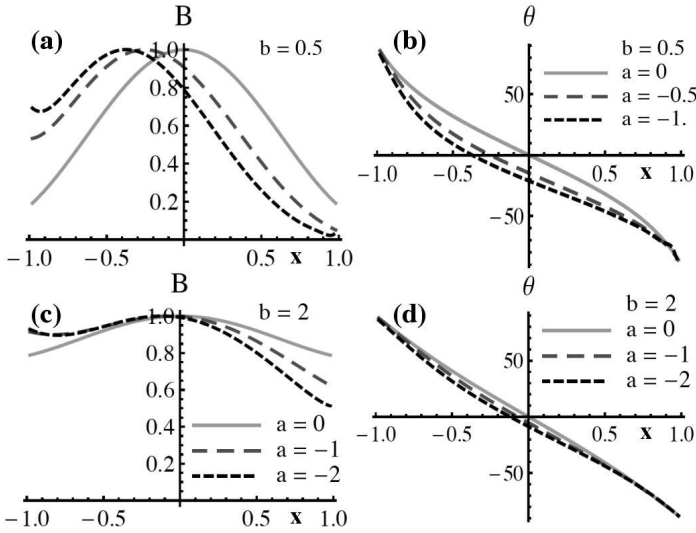 B
(a)
b = 0.5
1.0
0.8
0.6
0.4
0.2
−1.0 −0.5 0.5 x 1.0
θ
(b)
b = 0.5
a = 0
a = −0.5
a = −1.
50
−1.0 −0.5 0.5 1.0
x
−50
B
(c)
b = 2
1.0
0.8
0.6
0.4
0.2
a = 0
a = −1
a = −2
−1.0 −0.5 0.5 x 1.0
θ
(d)
b = 2
a = 0
a = −1
a = −2
50
−1.0 −0.5 0.5 1.0
x
−50